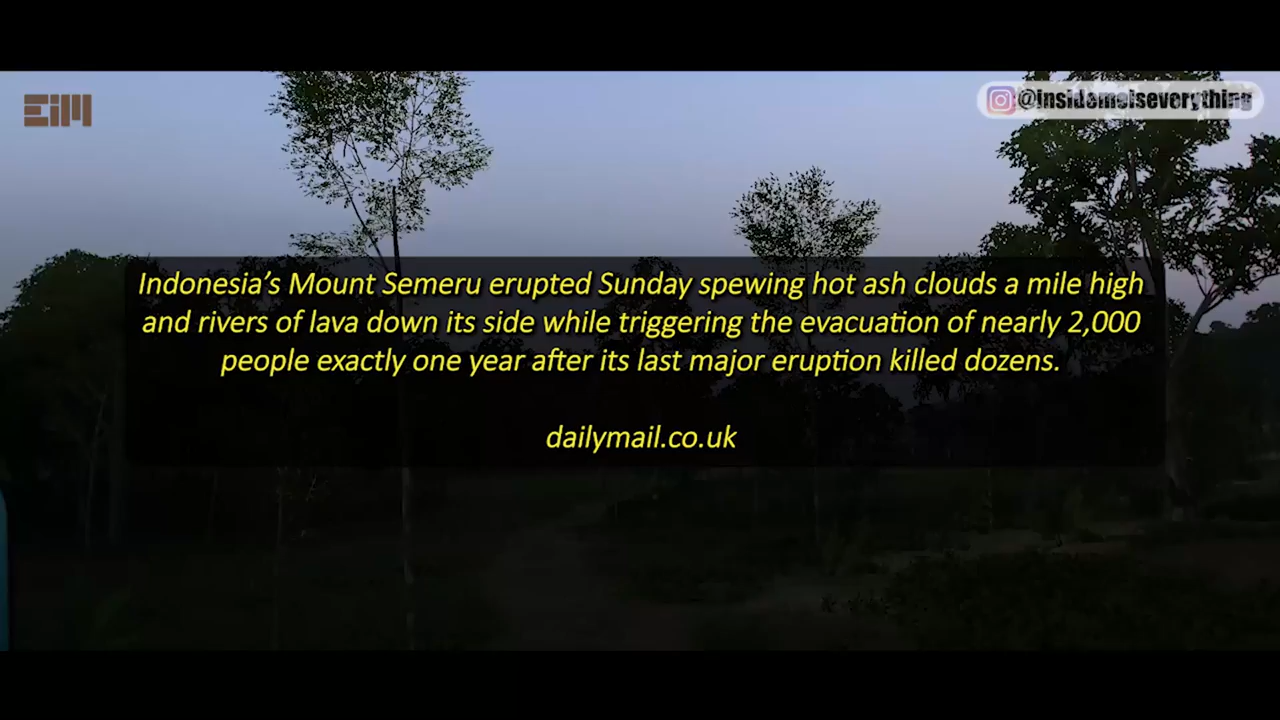 EiM
@insidemeiseverything
Indonesia's Mount Semeru erupted Sunday spewing hot ash clouds a mile high
and rivers of lava down its side while triggering the evacuation of nearly 2,000
people exactly one year after its last major eruption killed dozens.
dailymail.co.uk